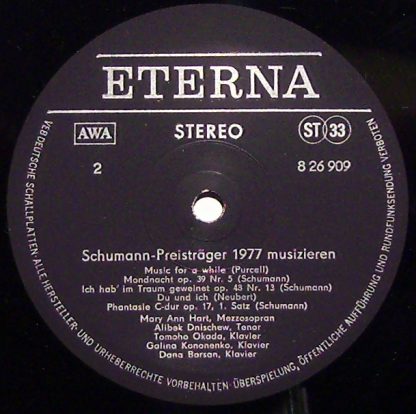 ETERNA
AWA
STEREO
ST 33
2
8 26 909
Schumann-Preisträger 1977 musizieren
Music for a while (Purcell)
Mondnacht op. 39 Nr. 5 (Schumann)
Ich hab' im Traum geweinet op. 48 Nr. 13 (Schumann)
Du und ich (Neubert)
Phantasie C-dur op. 17, 1. Satz (Schumann)
Mary Ann Hart, Mezzosopran
Alibek Dnischew, Tenor
Tomoho Okada, Klavier
Galina Kononenko, Klavier
Dana Borsan, Klavier
VEB DEUTSCHE SCHALLPLATTEN · ALLE HERSTELLER- UND URHEBERRECHTE VORBEHALTEN · ÜBERSPIELUNG, ÖFFENTLICHE AUFFÜHRUNG UND RUNDFUNKSENDUNG VERBOTEN